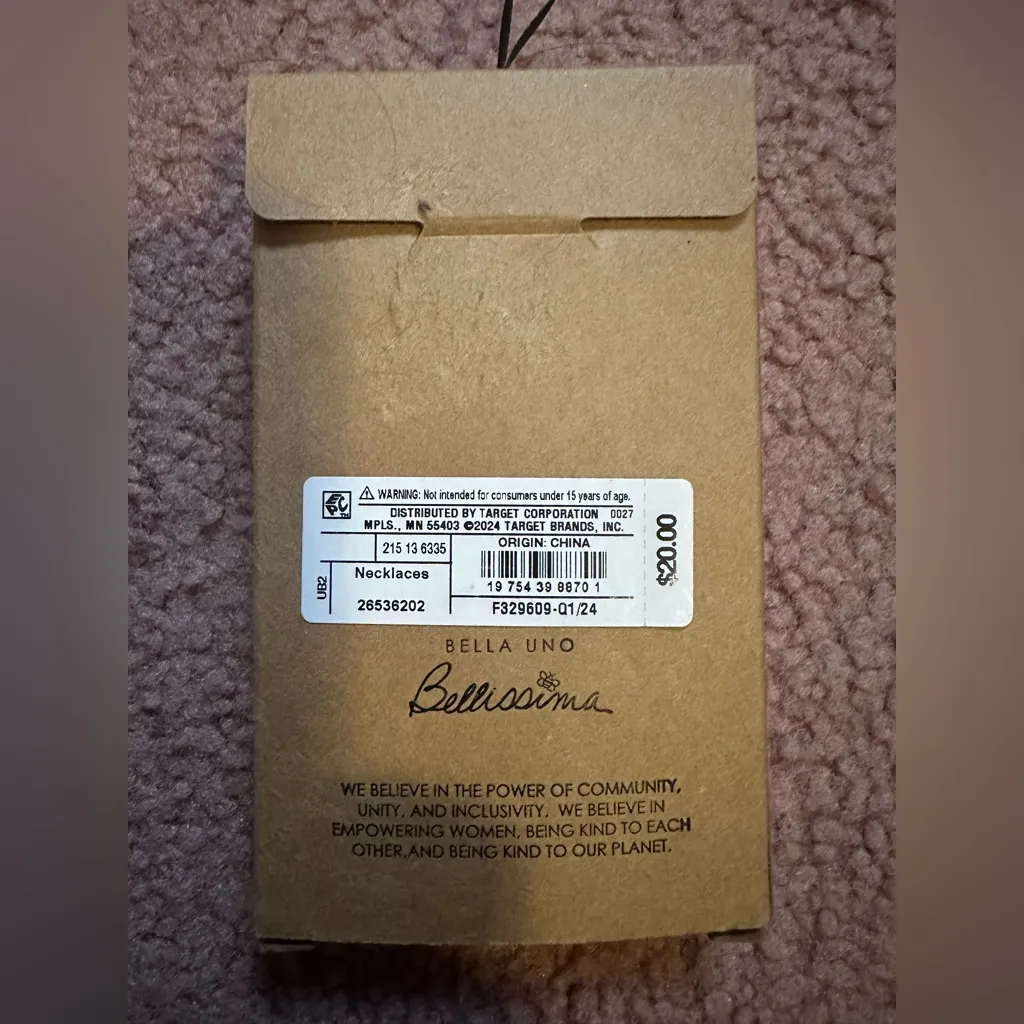 EPC TM
⚠ WARNING: Not intended for consumers under 15 years of age.
DISTRIBUTED BY TARGET CORPORATION 0027
MPLS., MN 55403 ©2024 TARGET BRANDS, INC.
215 13 6335
ORIGIN: CHINA
19 754 39 8870 1
UB2
Necklaces
26536202
F329609-Q1/24
$20.00
BELLA UNO
Bellissima
WE BELIEVE IN THE POWER OF COMMUNITY,
UNITY, AND INCLUSIVITY. WE BELIEVE IN
EMPOWERING WOMEN, BEING KIND TO EACH
OTHER,AND BEING KIND TO OUR PLANET.